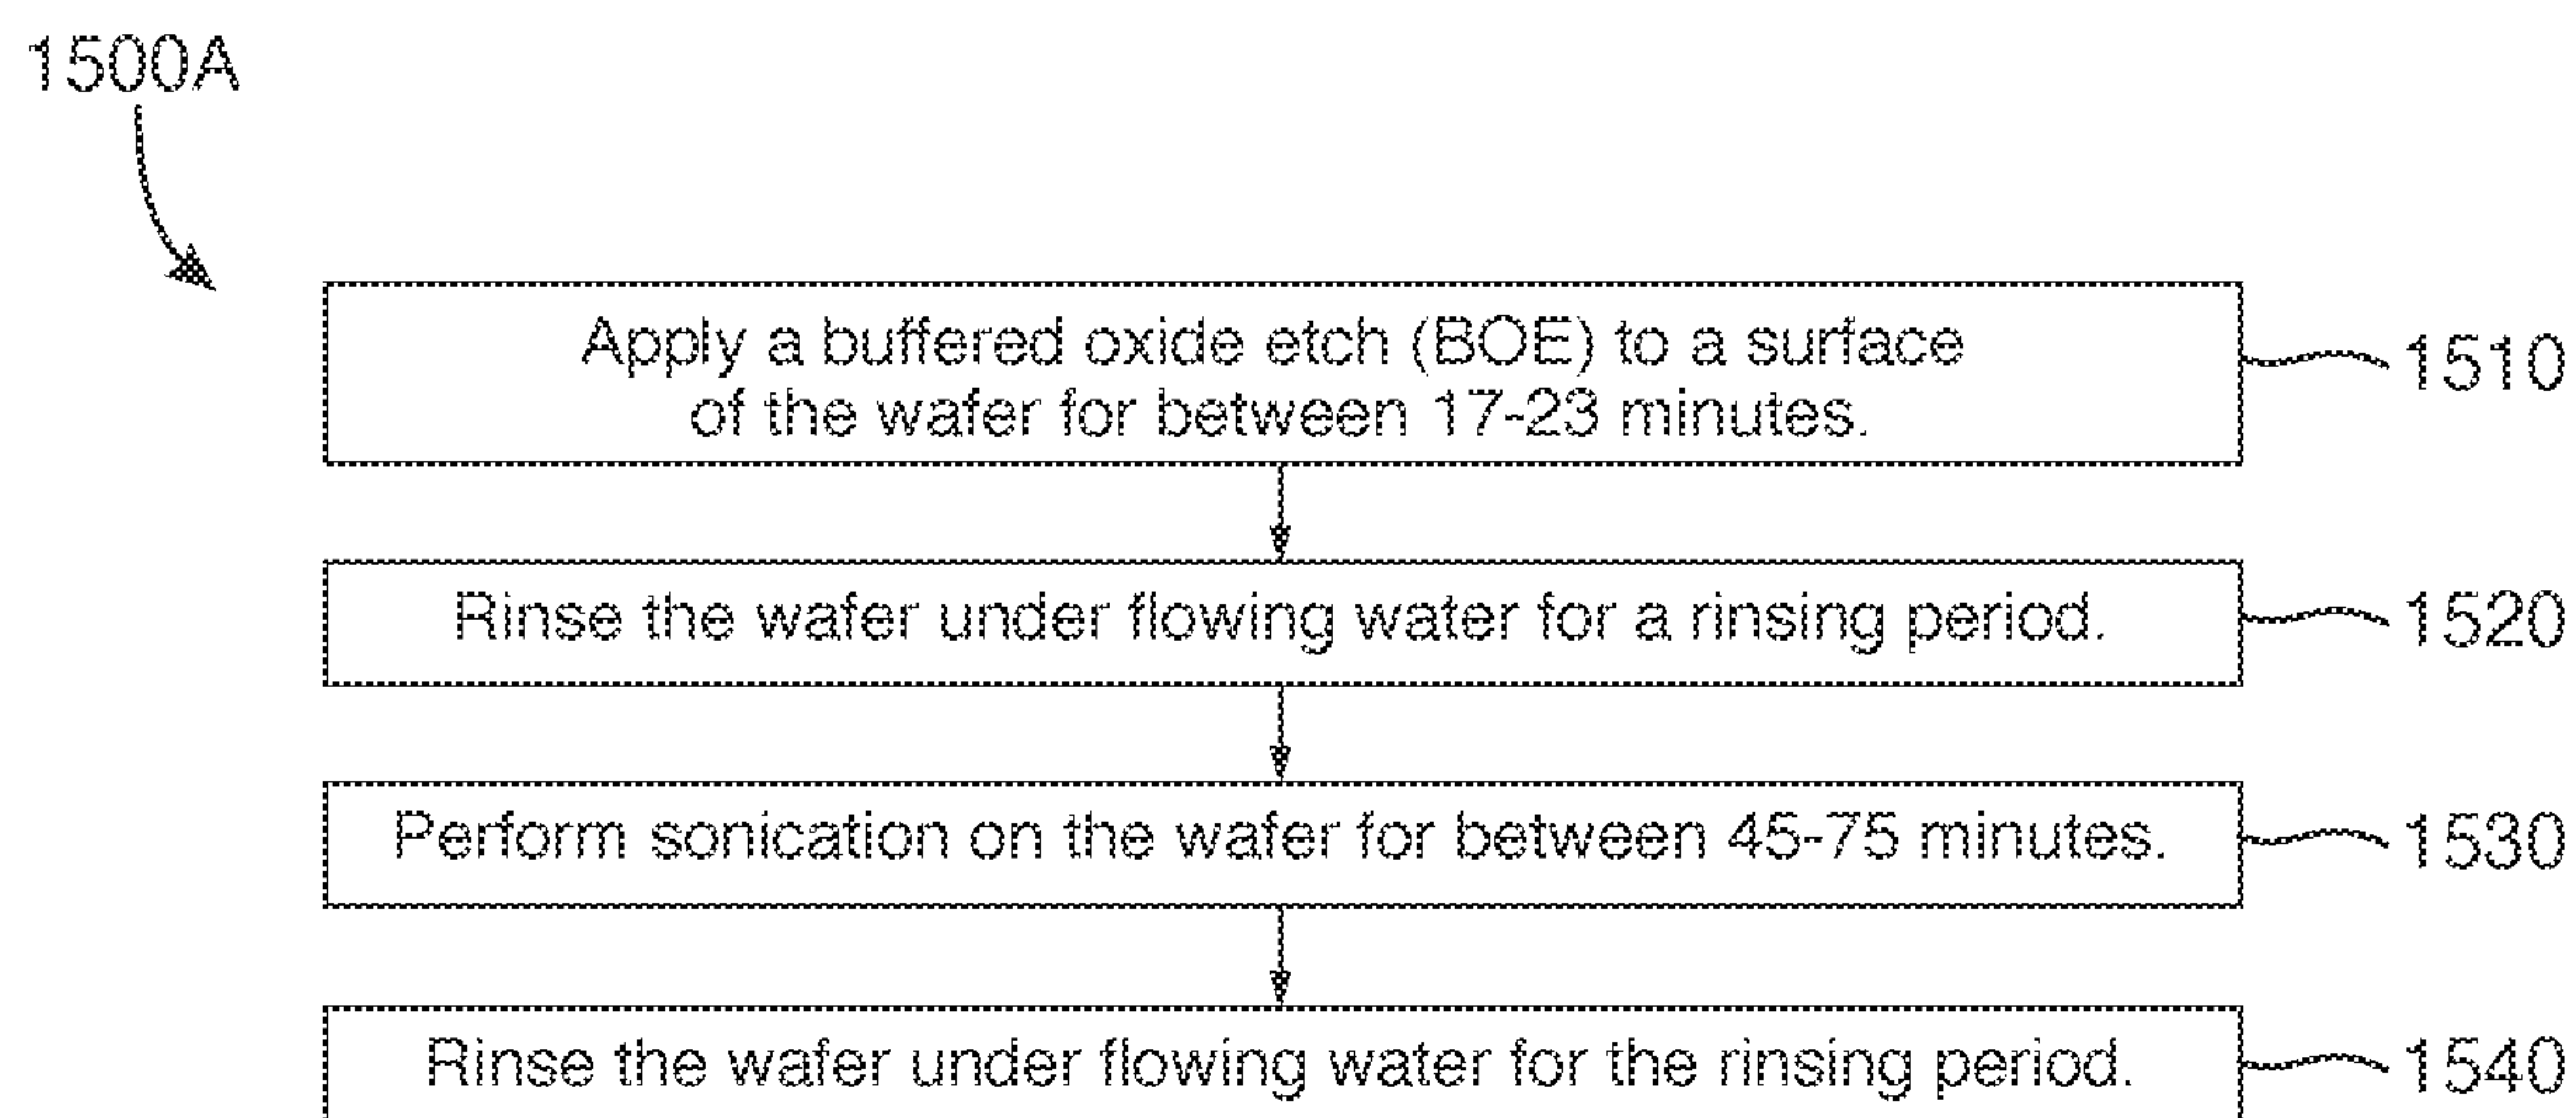 1500A
Apply a buffered oxide etch (BOE) to a surface
of the wafer for between 17-23 minutes.
1510
Rinse the wafer under flowing water for a rinsing period.
1520
Perform sonication on the wafer for between 45-75 minutes.
1530
Rinse the wafer under flowing water for the rinsing period.
1540